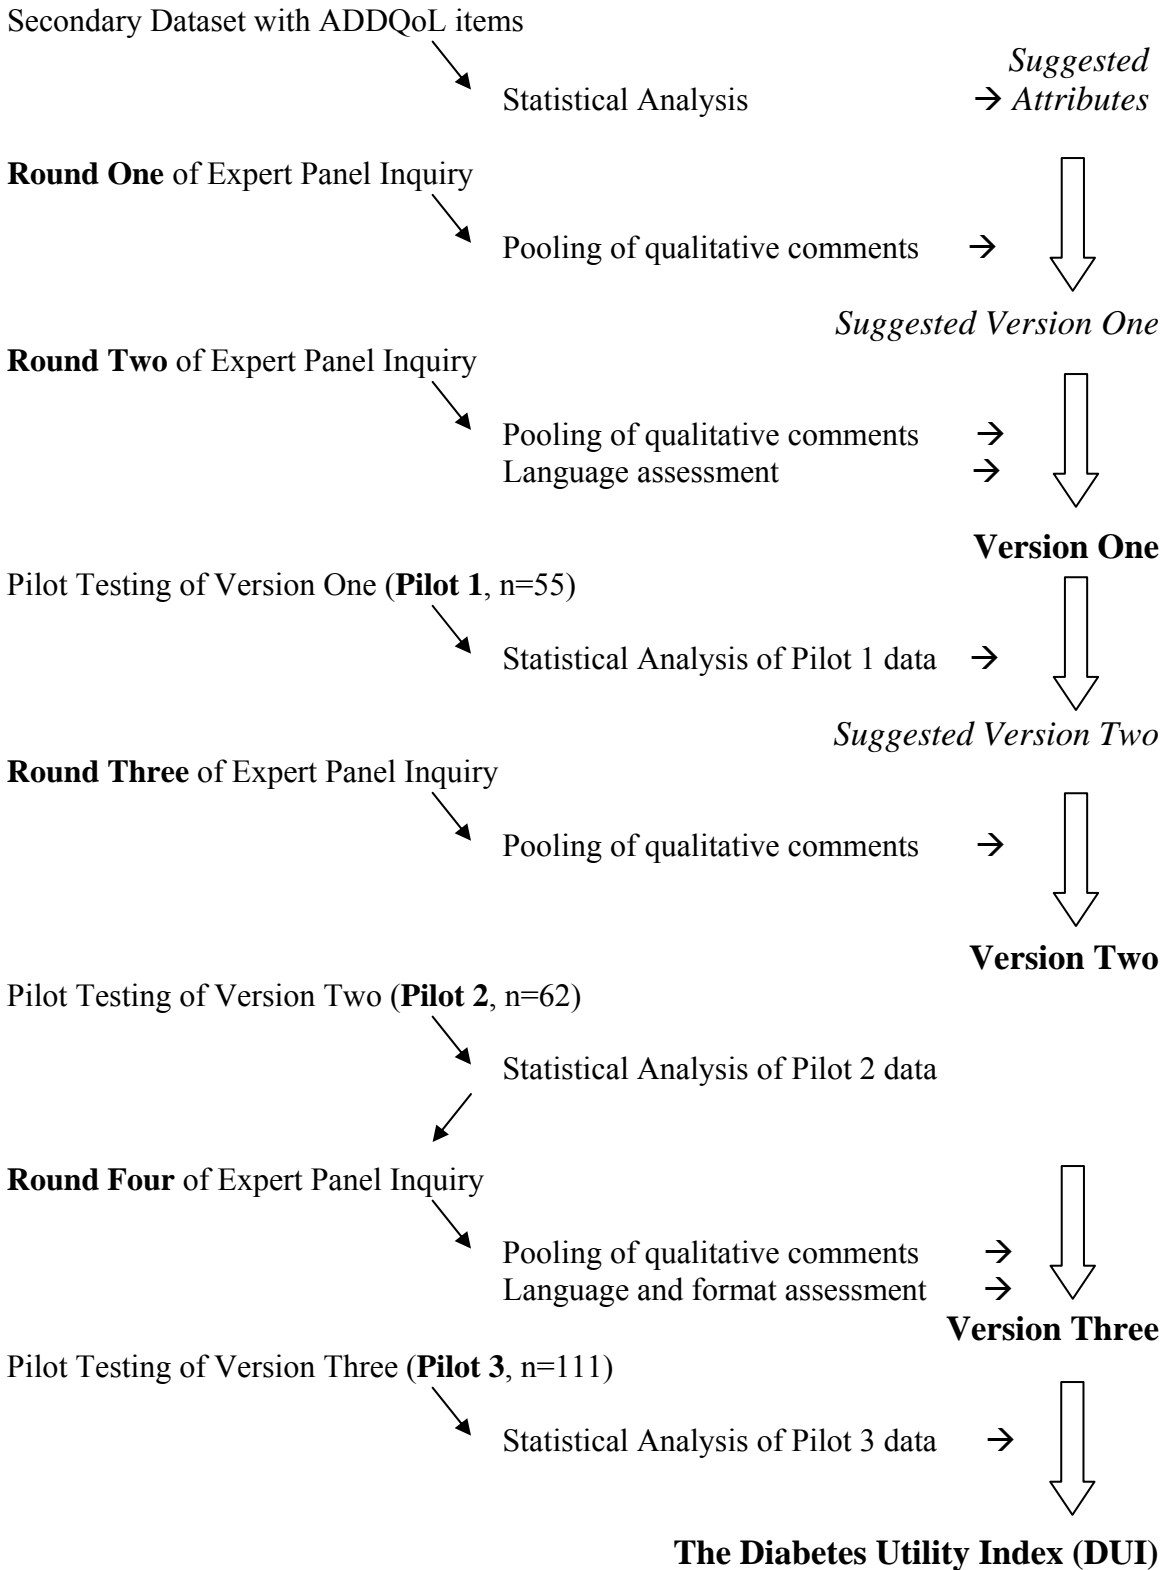 Secondary Dataset with ADDQoL items
Suggested
Statistical Analysis → Attributes
Round One of Expert Panel Inquiry
Pooling of qualitative comments →
Suggested Version One
Round Two of Expert Panel Inquiry
Pooling of qualitative comments →
Language assessment →
Version One
Pilot Testing of Version One (Pilot 1, n=55)
Statistical Analysis of Pilot 1 data →
Suggested Version Two
Round Three of Expert Panel Inquiry
Pooling of qualitative comments →
Version Two
Pilot Testing of Version Two (Pilot 2, n=62)
Statistical Analysis of Pilot 2 data
Round Four of Expert Panel Inquiry
Pooling of qualitative comments →
Language and format assessment →
Version Three
Pilot Testing of Version Three (Pilot 3, n=111)
Statistical Analysis of Pilot 3 data →
The Diabetes Utility Index (DUI)